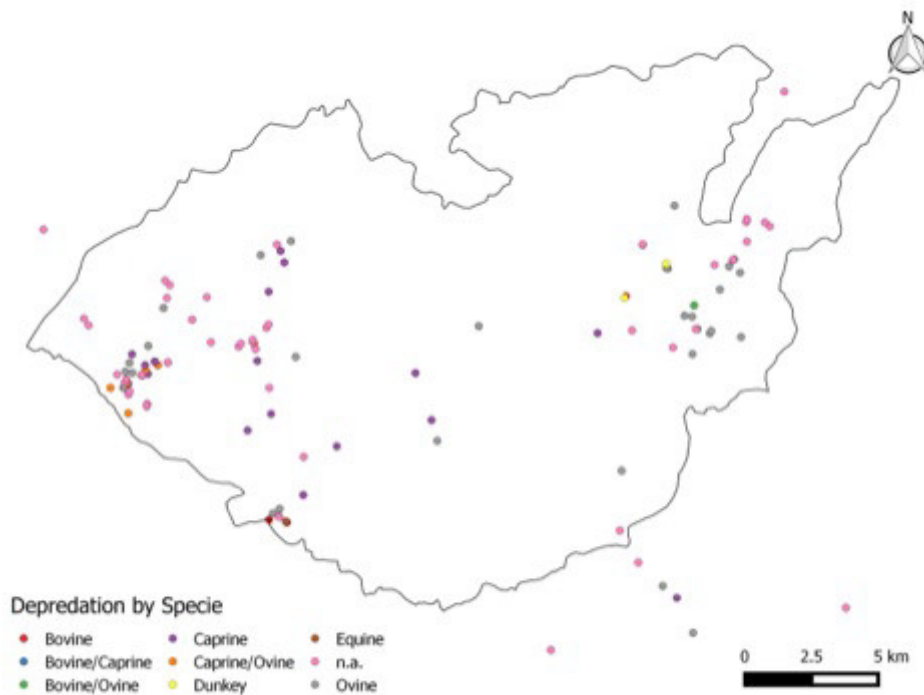 N
Depredation by Specie
Bovine Caprine Equine
Bovine/Caprine Caprine/Ovine n.a.
Bovine/Ovine Dunkey Ovine
0 2.5 5 km